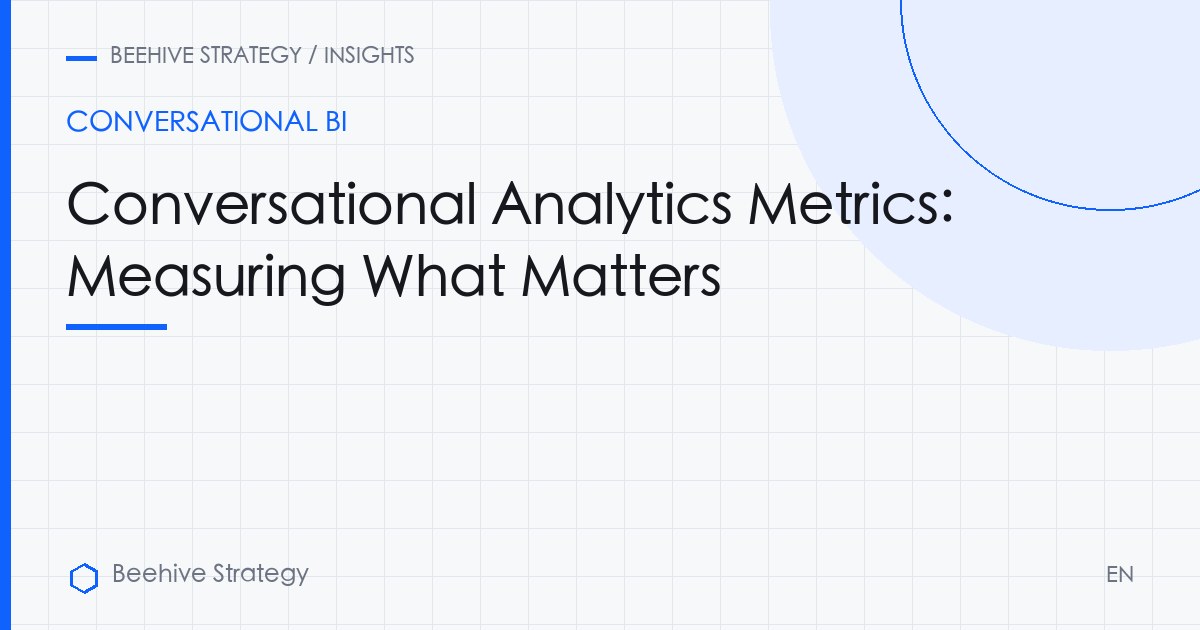 BEEHIVE STRATEGY / INSIGHTS
CONVERSATIONAL BI
Conversational Analytics Metrics:
Measuring What Matters
Beehive Strategy
EN